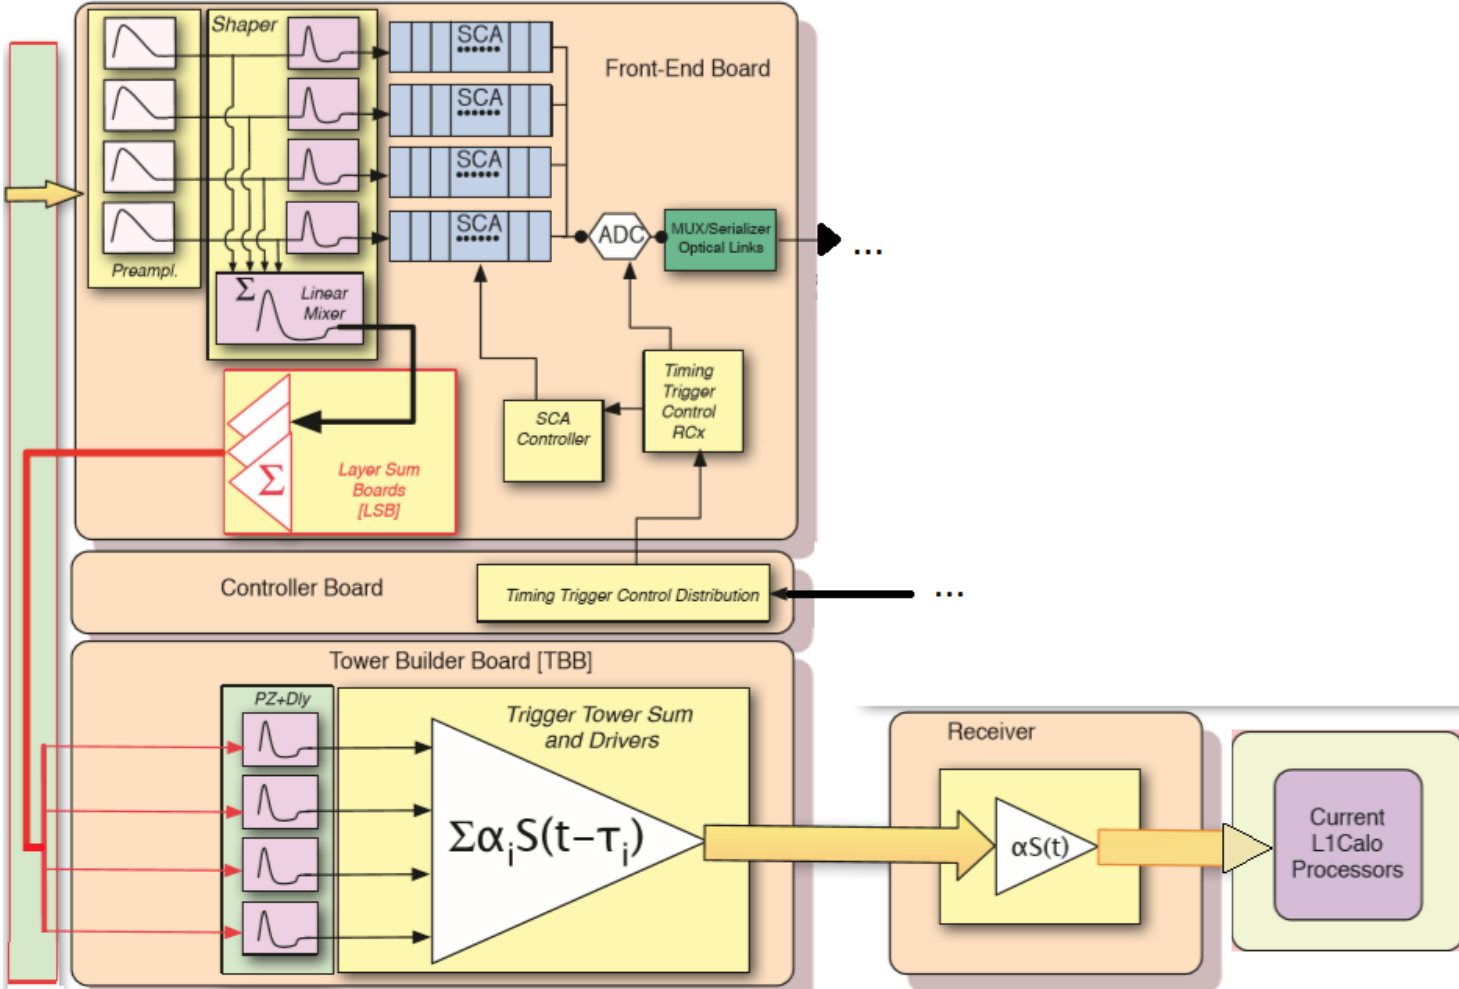 Shaper
SCA
SCA
SCA
SCA
Front-End Board
ADC
MUX/Serializer
Optical Links
...
Preampl.
Σ
Linear
Mixer
Timing
Trigger
Control
RCx
SCA
Controller
Σ
Layer Sum
Boards
[LSB]
Controller Board
Timing Trigger Control Distribution
...
Tower Builder Board [TBB]
PZ+Dly
Trigger Tower Sum
and Drivers
Σα_iS(t−τ_i)
Receiver
αS(t)
Current
L1Calo
Processors